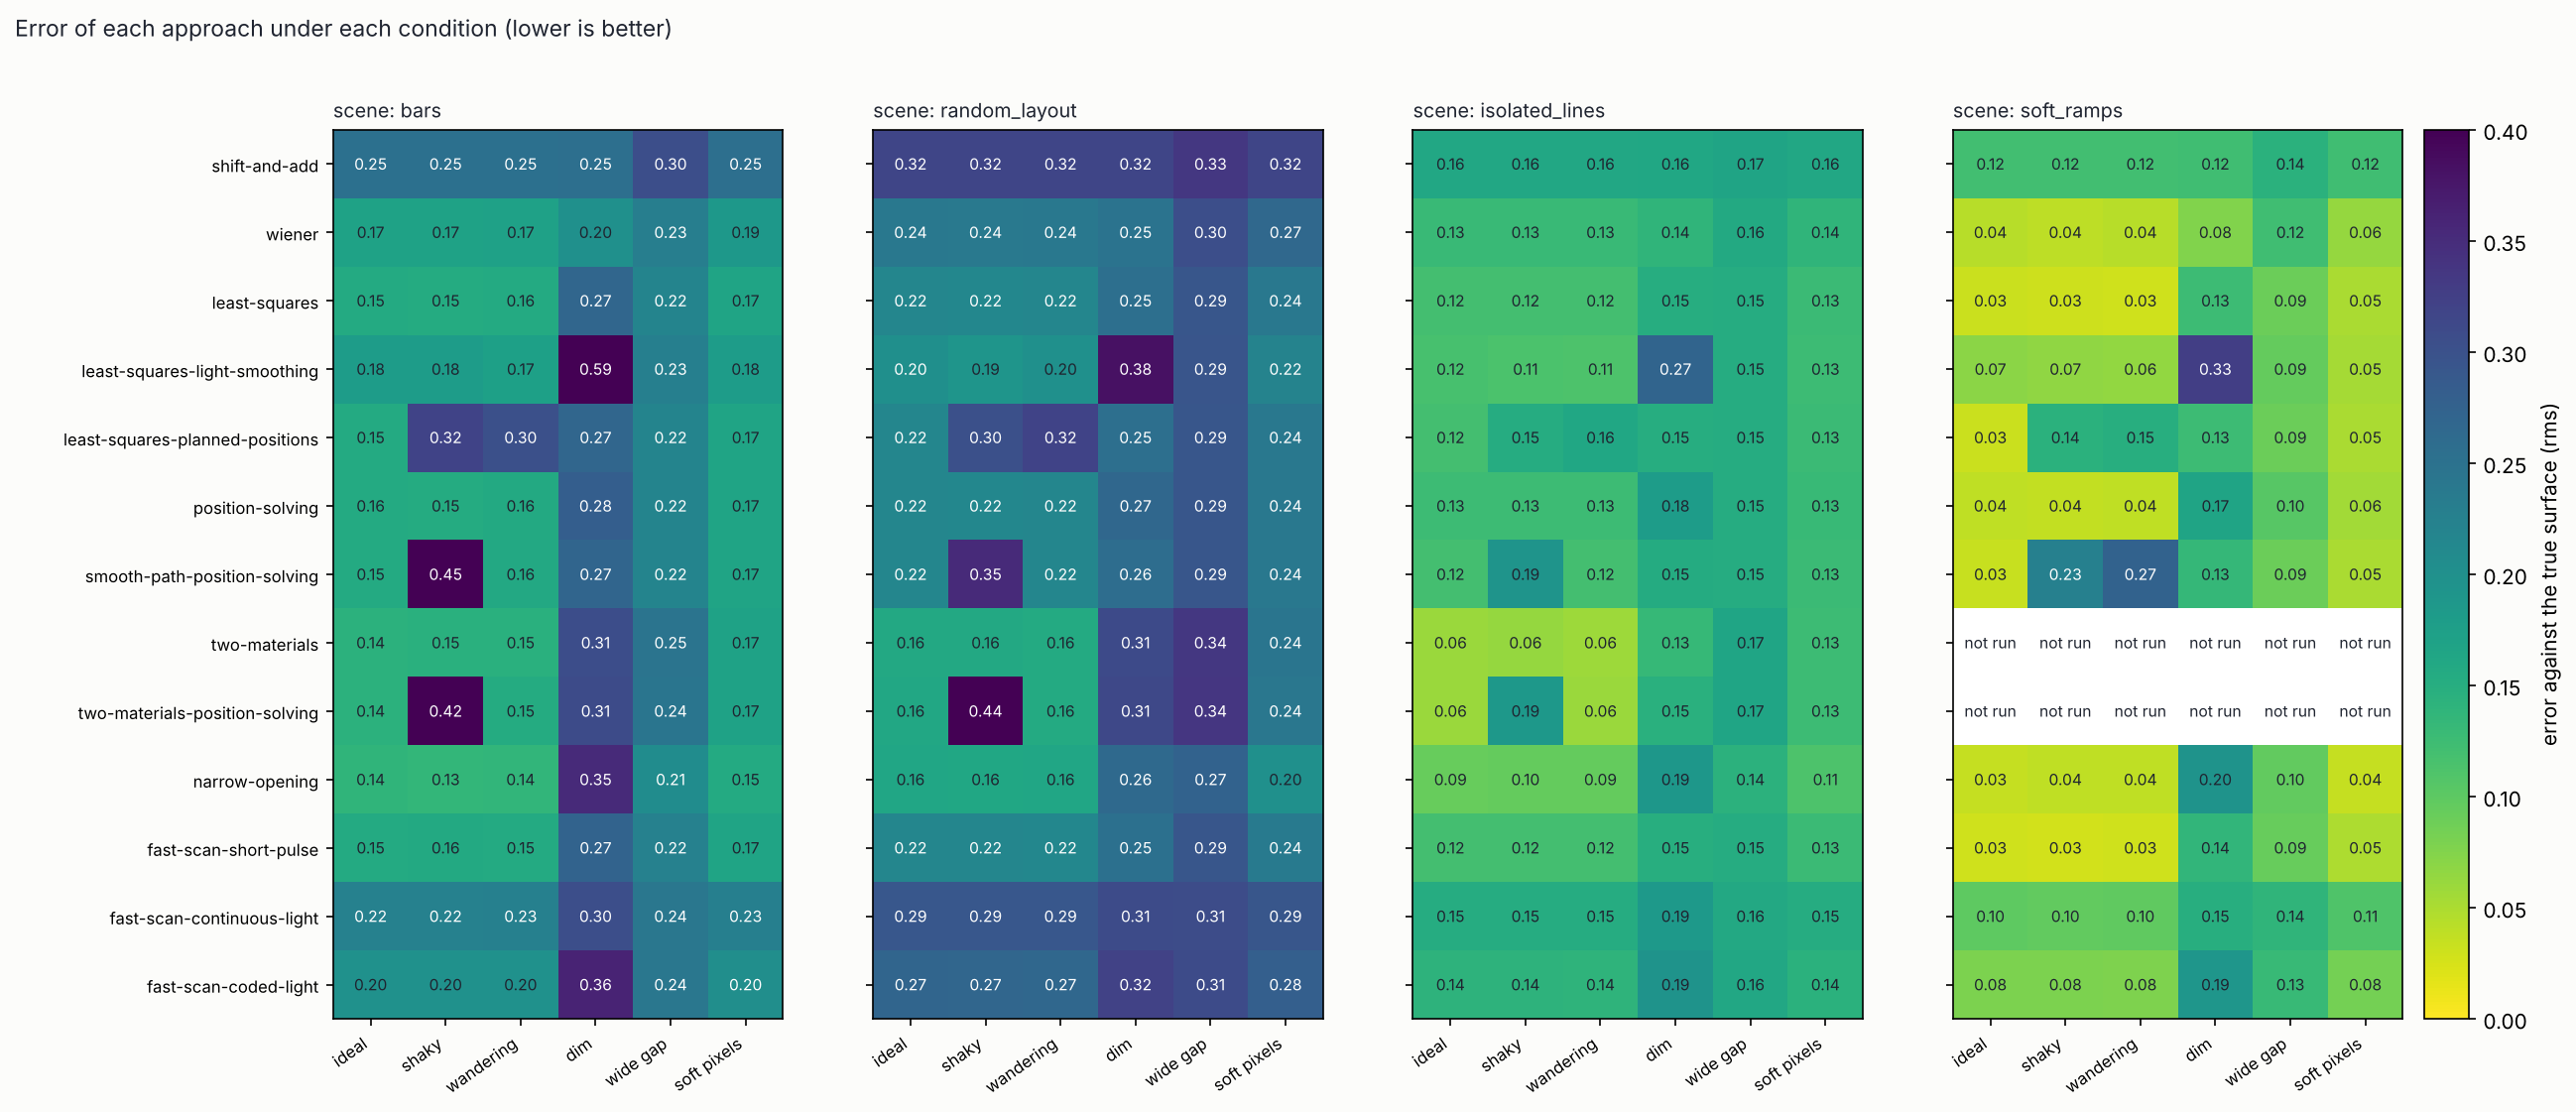 Error of each approach under each condition (lower is better)
scene: bars
scene: random_layout
scene: isolated_lines
scene: soft_ramps
shift-and-add 0.25 0.25 0.25 0.25 0.30 0.25 0.32 0.32 0.32 0.32 0.33 0.32 0.16 0.16 0.16 0.16 0.17 0.16 0.12 0.12 0.12 0.12 0.14 0.12
wiener 0.17 0.17 0.17 0.20 0.23 0.19 0.24 0.24 0.24 0.25 0.30 0.27 0.13 0.13 0.13 0.14 0.16 0.14 0.04 0.04 0.04 0.08 0.12 0.06
least-squares 0.15 0.15 0.16 0.27 0.22 0.17 0.22 0.22 0.22 0.25 0.29 0.24 0.12 0.12 0.12 0.15 0.15 0.13 0.03 0.03 0.03 0.13 0.09 0.05
least-squares-light-smoothing 0.18 0.18 0.17 0.59 0.23 0.18 0.20 0.19 0.20 0.38 0.29 0.22 0.12 0.11 0.11 0.27 0.15 0.13 0.07 0.07 0.06 0.33 0.09 0.05
least-squares-planned-positions 0.15 0.32 0.30 0.27 0.22 0.17 0.22 0.30 0.32 0.25 0.29 0.24 0.12 0.15 0.16 0.15 0.15 0.13 0.03 0.14 0.15 0.13 0.09 0.05
position-solving 0.16 0.15 0.16 0.28 0.22 0.17 0.22 0.22 0.22 0.27 0.29 0.24 0.13 0.13 0.13 0.18 0.15 0.13 0.04 0.04 0.04 0.17 0.10 0.06
smooth-path-position-solving 0.15 0.45 0.16 0.27 0.22 0.17 0.22 0.35 0.22 0.26 0.29 0.24 0.12 0.19 0.12 0.15 0.15 0.13 0.03 0.23 0.27 0.13 0.09 0.05
two-materials 0.14 0.15 0.15 0.31 0.25 0.17 0.16 0.16 0.16 0.31 0.34 0.24 0.06 0.06 0.06 0.13 0.17 0.13 not run not run not run not run not run not run
two-materials-position-solving 0.14 0.42 0.15 0.31 0.24 0.17 0.16 0.44 0.16 0.31 0.34 0.24 0.06 0.19 0.06 0.15 0.17 0.13 not run not run not run not run not run not run
narrow-opening 0.14 0.13 0.14 0.35 0.21 0.15 0.16 0.16 0.16 0.26 0.27 0.20 0.09 0.10 0.09 0.19 0.14 0.11 0.03 0.04 0.04 0.20 0.10 0.04
fast-scan-short-pulse 0.15 0.16 0.15 0.27 0.22 0.17 0.22 0.22 0.22 0.25 0.29 0.24 0.12 0.12 0.12 0.15 0.15 0.13 0.03 0.03 0.03 0.14 0.09 0.05
fast-scan-continuous-light 0.22 0.22 0.23 0.30 0.24 0.23 0.29 0.29 0.29 0.31 0.31 0.29 0.15 0.15 0.15 0.19 0.16 0.15 0.10 0.10 0.10 0.15 0.14 0.11
fast-scan-coded-light 0.20 0.20 0.20 0.36 0.24 0.20 0.27 0.27 0.27 0.32 0.31 0.28 0.14 0.14 0.14 0.19 0.16 0.14 0.08 0.08 0.08 0.19 0.13 0.08
ideal shaky wandering dim wide gap soft pixels
ideal shaky wandering dim wide gap soft pixels
ideal shaky wandering dim wide gap soft pixels
ideal shaky wandering dim wide gap soft pixels
0.40
0.35
0.30
0.25
0.20
0.15
0.10
0.05
0.00
error against the true surface (rms)